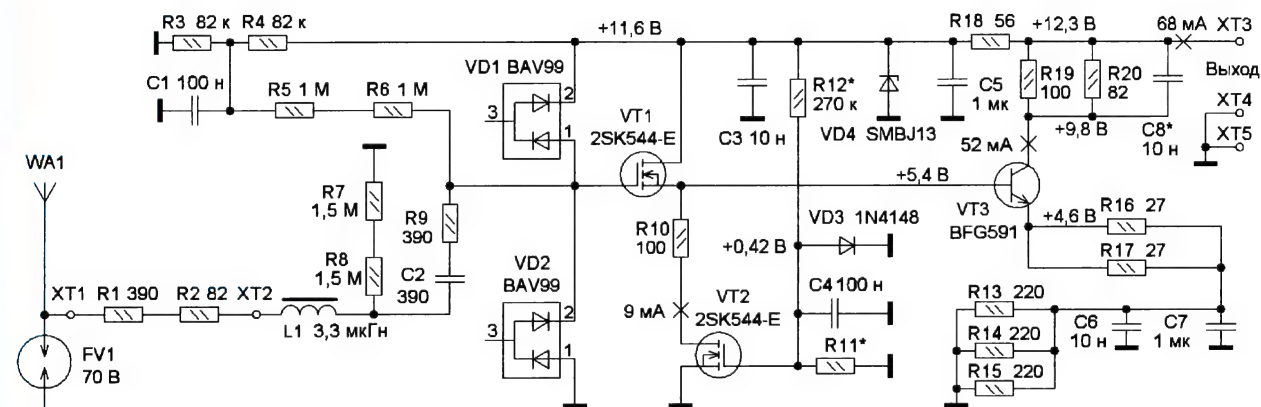 R3 82 к
R4 82 к
+11,6 В
R18 56
+12,3 В
68 мА
XT3
C1 100 н
R5 1 М
R6 1 М
VD1 BAV99
2
3
1
VT1
2SK544-E
C3 10 н
R12*
270 к
VD4 SMBJ13
C5
1 мк
R19
100
R20
82
+9,8 В
C8*
10 н
Выход
XT4
XT5
52 мА
WA1
R7
1,5 М
R8
1,5 М
R9
390
C2
390
+5,4 В
VT3
BFG591
+4,6 В
R16 27
R17 27
R10
100
+0,42 В
VD3 1N4148
VD2
BAV99
2
3
1
9 мА
VT2
2SK544-E
C4 100 н
R11*
XT1
R1 390
R2 82
XT2
L1 3,3 мкГн
FV1
70 В
R13 220
R14 220
R15 220
C6
10 н
C7
1 мк